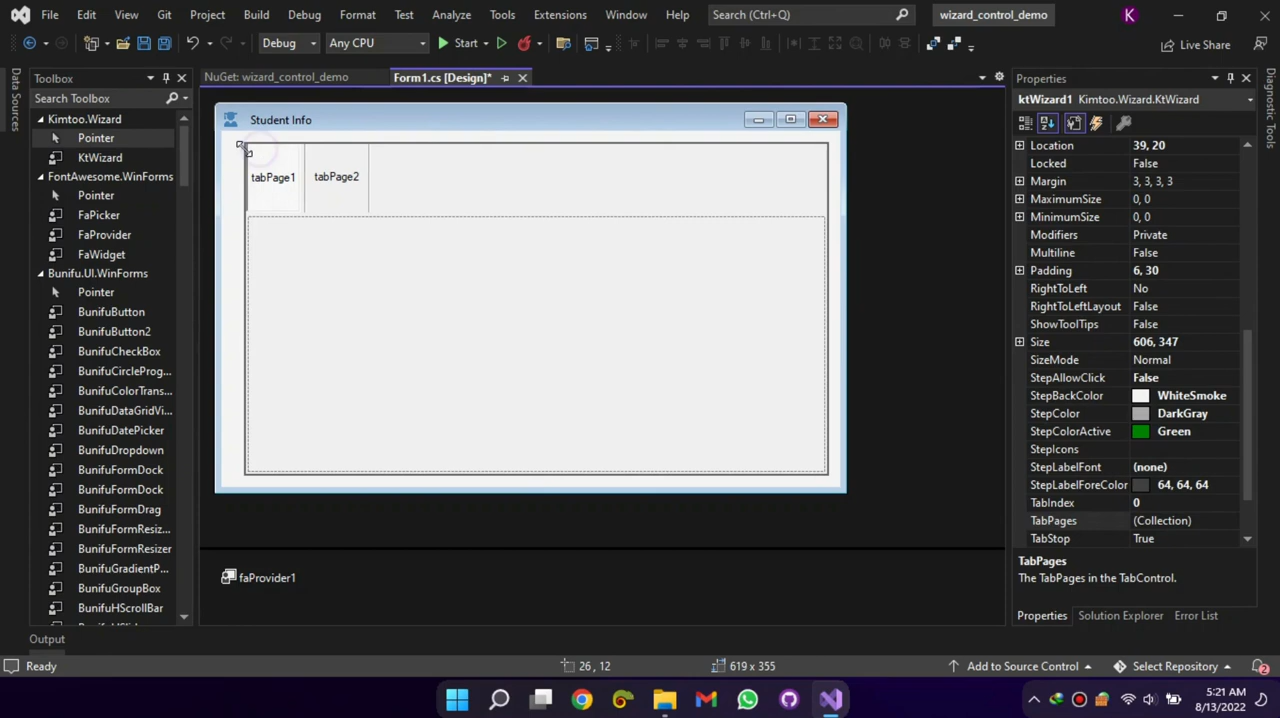 File Edit View Git Project Build Debug Format Test Analyze Tools Extensions Window Help Search (Ctrl+Q) wizard_control_demo K
Debug Any CPU Start Live Share
Data Sources
Toolbox
Search Toolbox
Kimtoo.Wizard
Pointer
KtWizard
FontAwesome.WinForms
Pointer
FaPicker
FaProvider
FaWidget
Bunifu.UI.WinForms
Pointer
BunifuButton
BunifuButton2
BunifuCheckBox
BunifuCircleProg...
BunifuColorTrans...
BunifuDataGridVi...
BunifuDatePicker
BunifuDropdown
BunifuFormDock
BunifuFormDock
BunifuFormDrag
BunifuFormResiz...
BunifuFormResizer
BunifuGradientP...
BunifuGroupBox
BunifuHScrollBar
NuGet: wizard_control_demo Form1.cs [Design]*
Student Info
tabPage1 tabPage2
faProvider1
Properties
ktWizard1 Kimtoo.Wizard.KtWizard
Location 39, 20
Locked False
Margin 3, 3, 3, 3
MaximumSize 0, 0
MinimumSize 0, 0
Modifiers Private
Multiline False
Padding 6, 30
RightToLeft No
RightToLeftLayout False
ShowToolTips False
Size 606, 347
SizeMode Normal
StepAllowClick False
StepBackColor WhiteSmoke
StepColor DarkGray
StepColorActive Green
StepIcons
StepLabelFont (none)
StepLabelForeColor 64, 64, 64
TabIndex 0
TabPages (Collection)
TabStop True
TabPages
The TabPages in the TabControl.
Properties Solution Explorer Error List
Diagnostic Tools
Output
Ready 26 , 12 619 x 355 Add to Source Control Select Repository 2
5:21 AM
8/13/2022